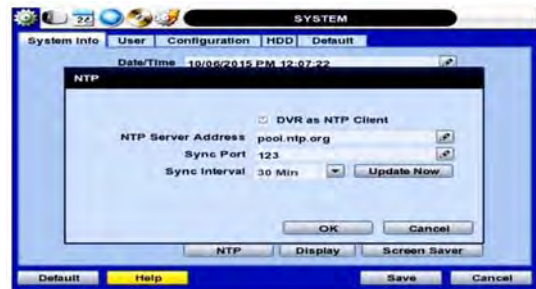 24
SYSTEM
System Info User Configuration HDD Default
Date/Time 10/06/2015 PM 12:07:22
NTP
DVR as NTP Client
NTP Server Address pool.ntp.org
Sync Port 123
Sync Interval 30 Min Update Now
OK Cancel
NTP Display Screen Saver
Default Help Save Cancel